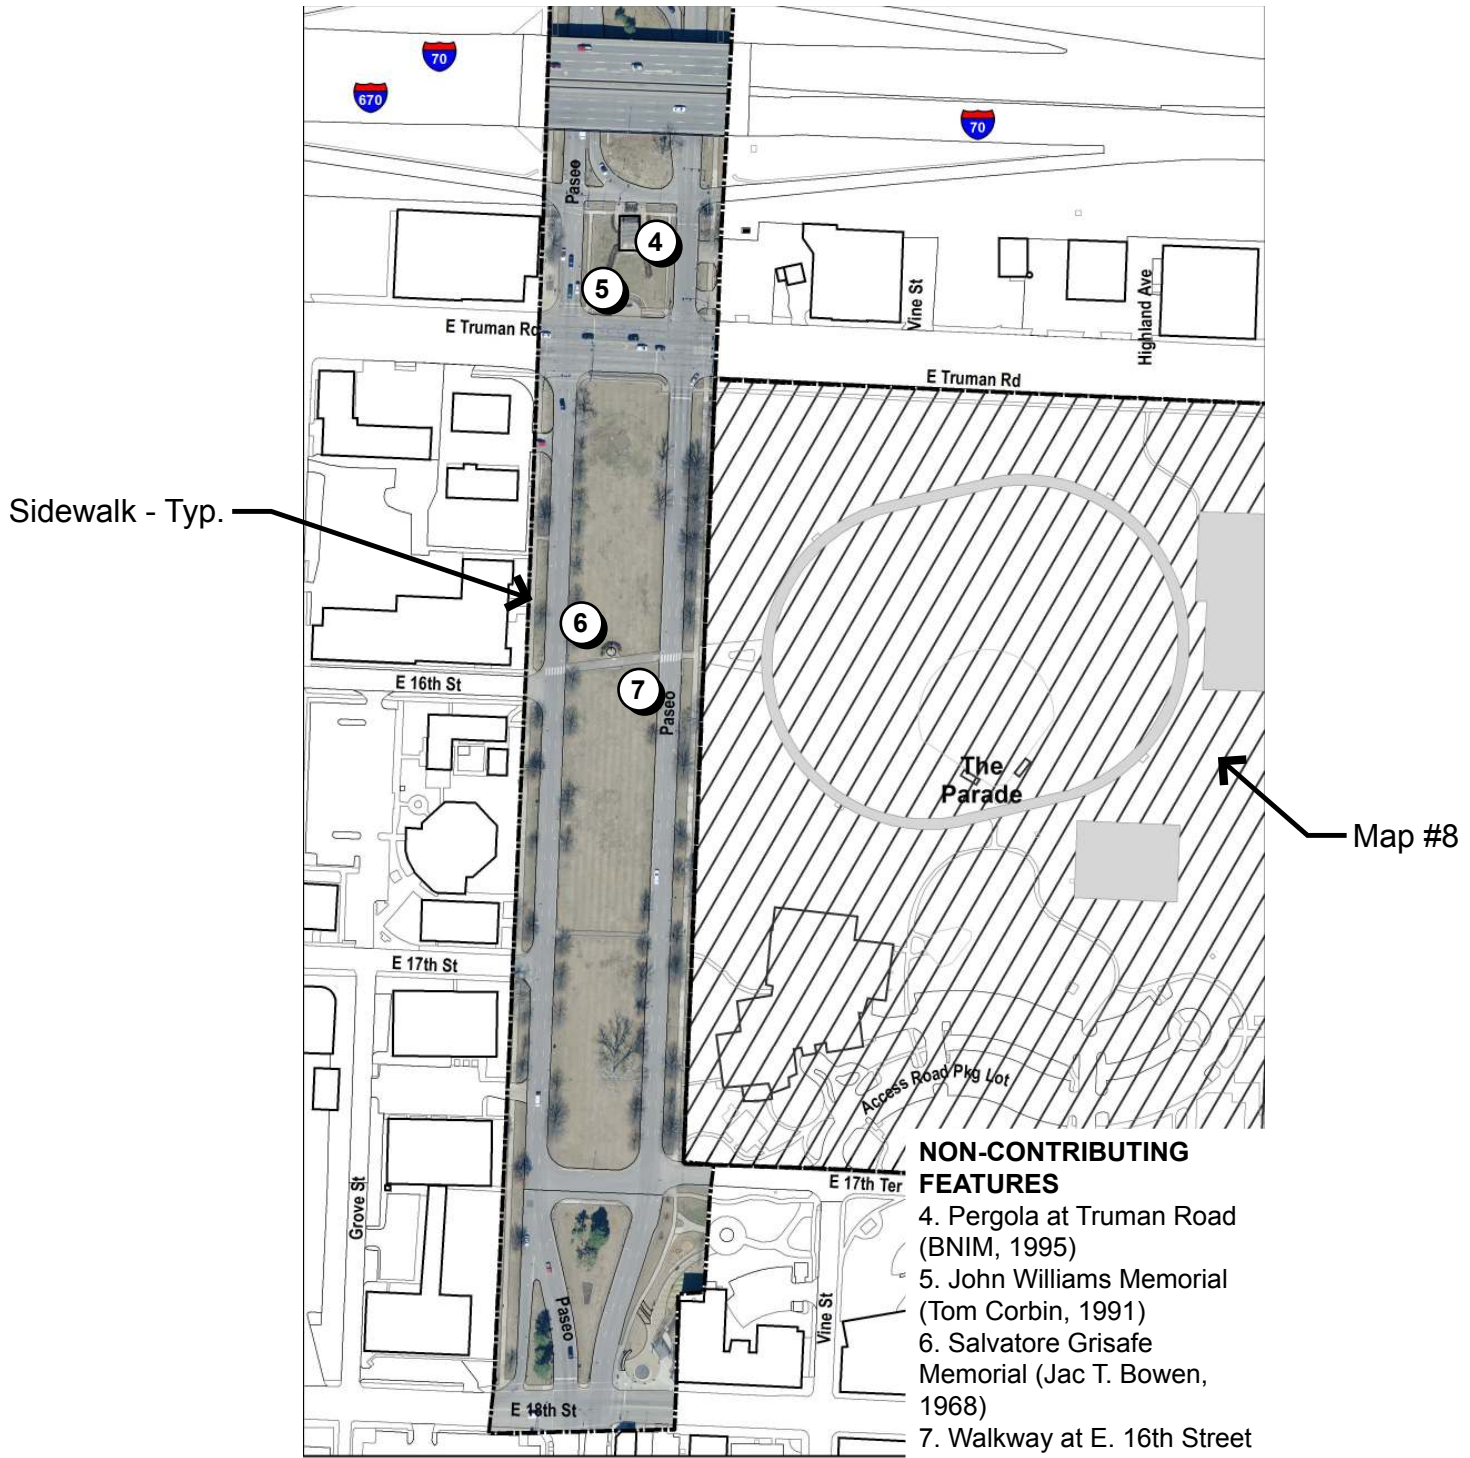 70
670
70
Paseo
4
5
Vine St
Highland Ave
E Truman Rd
E Truman Rd
Sidewalk - Typ.
6
E 16th St
7
Paseo
The
Parade
Map #8
E 17th St
Access Road Pkg Lot
NON-CONTRIBUTING
FEATURES
4. Pergola at Truman Road
(BNIM, 1995)
5. John Williams Memorial
(Tom Corbin, 1991)
6. Salvatore Grisafe
Memorial (Jac T. Bowen,
1968)
7. Walkway at E. 16th Street
E 17th Ter
Grove St
Paseo
Vine St
E 18th St